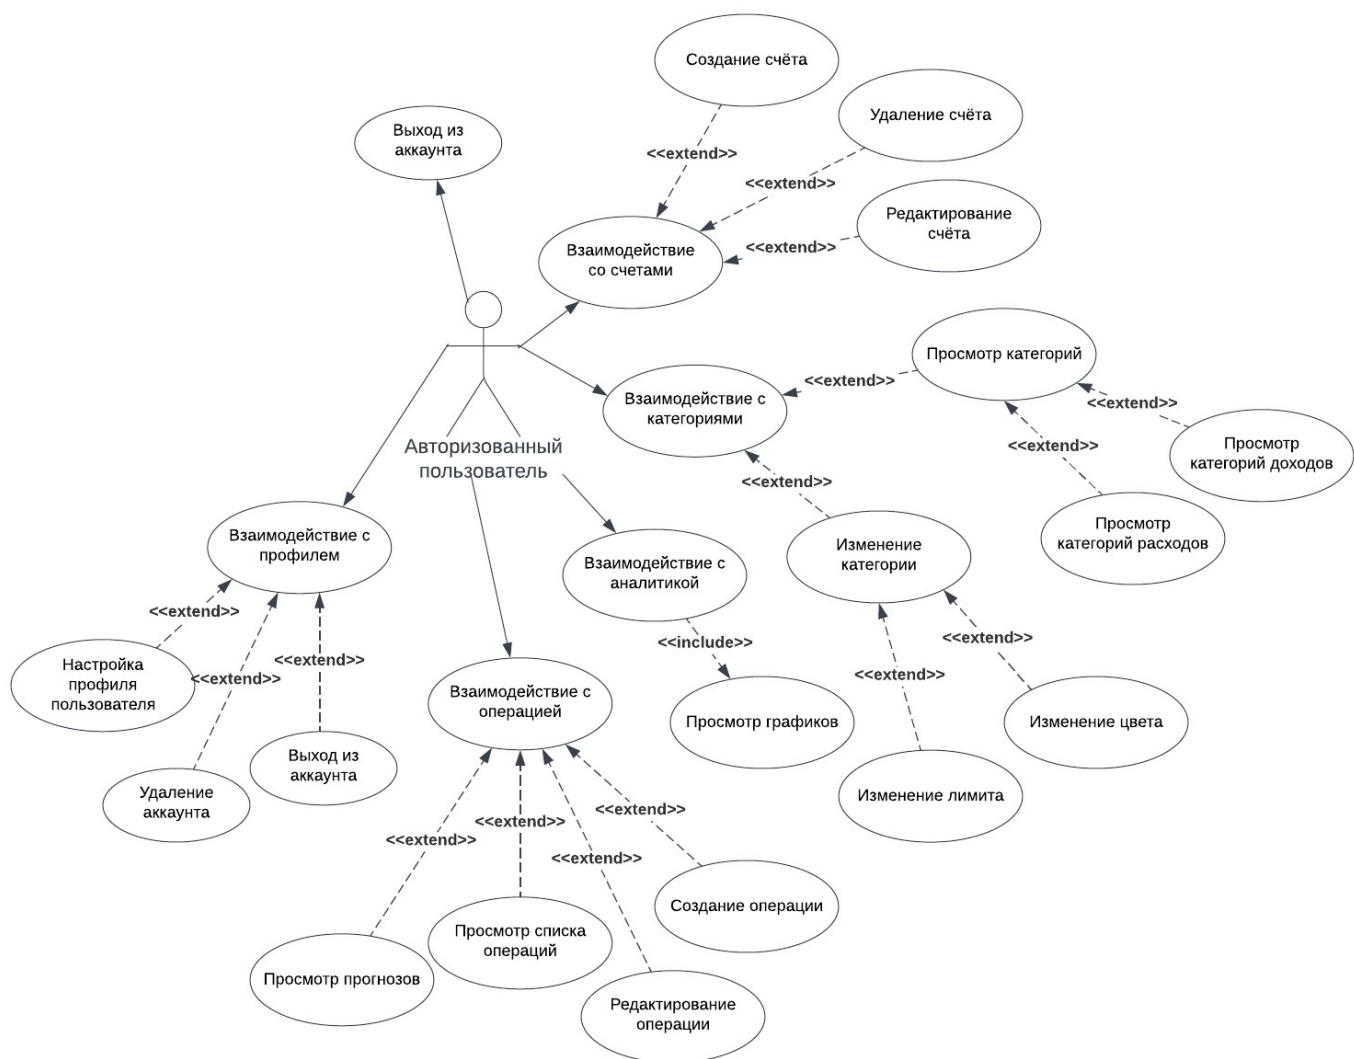 Создание счёта
Удаление счёта
Выход из
аккаунта
<<extend>>
<<extend>>
Редактирование
счёта
<<extend>>
Взаимодействие
со счетами
Просмотр категорий
<<extend>>
<<extend>>
Взаимодействие с
категориями
Авторизованный
пользователь
<<extend>>
Просмотр
категорий доходов
<<extend>>
Просмотр
категорий расходов
Взаимодействие с
профилем
Взаимодействие с
аналитикой
Изменение
категории
<<extend>>
<<include>>
<<extend>>
<<extend>>
<<extend>>
<<extend>>
Настройка
профиля
пользователя
Взаимодействие с
операцией
Просмотр графиков
Изменение цвета
Выход из
аккаунта
Удаление
аккаунта
Изменение лимита
<<extend>>
<<extend>>
<<extend>>
<<extend>>
Создание операции
Просмотр списка
операций
Просмотр прогнозов
Редактирование
операции